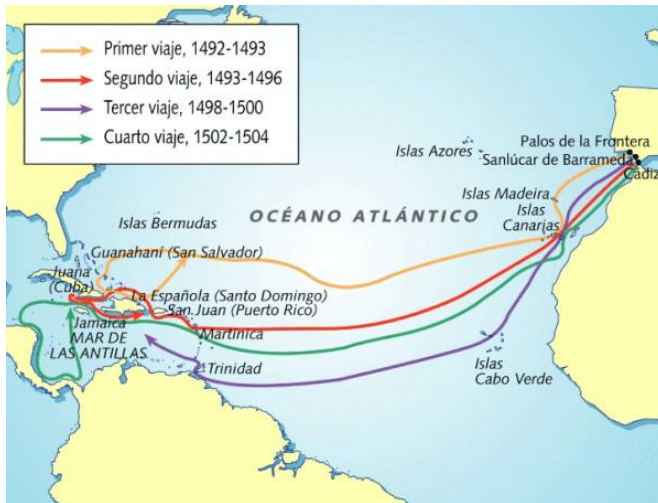 Primer viaje, 1492-1493
Segundo viaje, 1493-1496
Tercer viaje, 1498-1500
Cuarto viaje, 1502-1504
Islas Azores
Palos de la Frontera
Sanlúcar de Barrameda
Cádiz
Islas Madeira
Islas
Canarias
Islas Bermudas
OCÉANO ATLÁNTICO
Guanahaní (San Salvador)
Juana
(Cuba)
La Española (Santo Domingo)
San Juan (Puerto Rico)
Jamaica
MAR DE
LAS ANTILLAS
Martinica
Trinidad
Islas
Cabo Verde